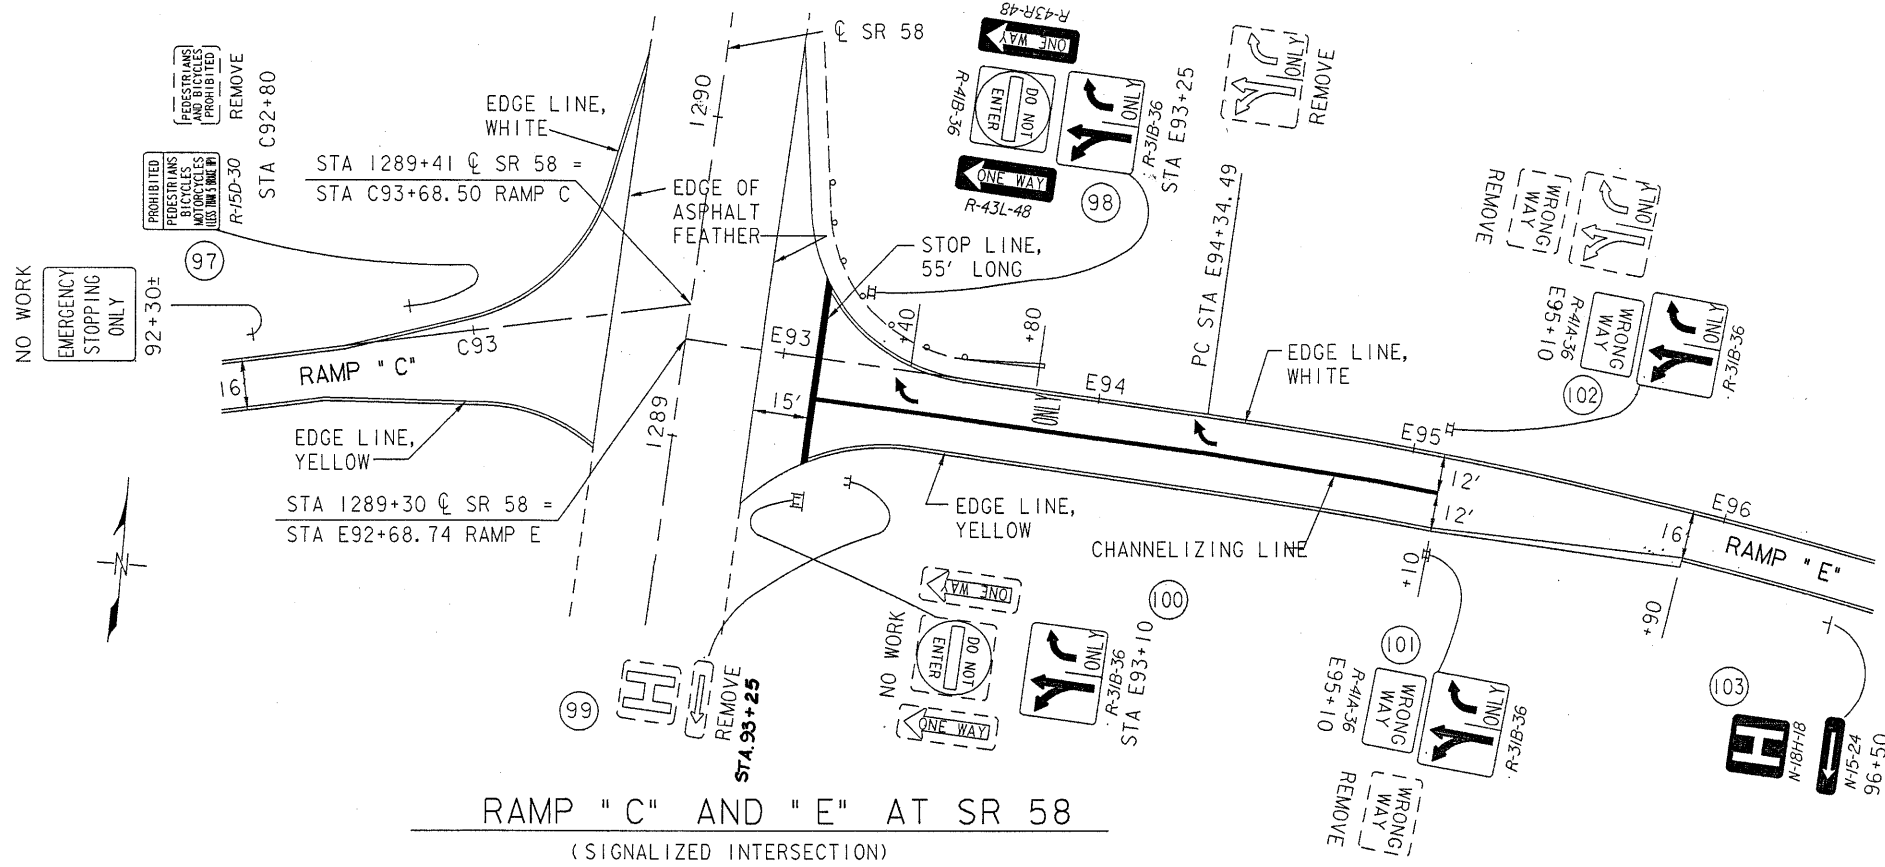 PEDESTRIANS
AND BICYCLES
PROHIBITED
REMOVE
STA C92+80
PROHIBITED
PEDESTRIANS
BICYCLES
MOTORCYCLES
R-15D-30
97
NO WORK
EMERGENCY
STOPPING
ONLY
92+30±
EDGE LINE,
WHITE
STA 1289+41 ℄ SR 58 =
STA C93+68.50 RAMP C
1290
℄ SR 58
EDGE OF
ASPHALT
FEATHER
STOP LINE,
55' LONG
R-43R-48
ONE WAY
R-41B-36
DO NOT
ENTER
ONLY
R-31B-36
STA E93+25
ONE WAY
R-43L-48
98
ONLY
REMOVE
PC STA E94+34.49
REMOVE
WRONG
WAY
ONLY
E95+10
R-41A-36
WRONG
WAY
ONLY
R-31B-36
102
C93
RAMP "C"
16
E93
+40
+80
E94
ONLY
EDGE LINE,
WHITE
E95
12'
12'
E96
16
RAMP "E"
+10
+90
15'
1289
EDGE LINE,
YELLOW
STA 1289+30 ℄ SR 58 =
STA E92+68.74 RAMP E
EDGE LINE,
YELLOW
CHANNELIZING LINE
N
99
H
REMOVE
STA.93+25
NO WORK
ONE WAY
DO NOT
ENTER
ONE WAY
ONLY
R-31B-36
STA E93+10
100
101
E95+10
R-41A-36
WRONG
WAY
ONLY
R-31B-36
REMOVE
WRONG
WAY
103
H
N-18H-18
N-15-24
96+50
RAMP "C" AND "E" AT SR 58
(SIGNALIZED INTERSECTION)